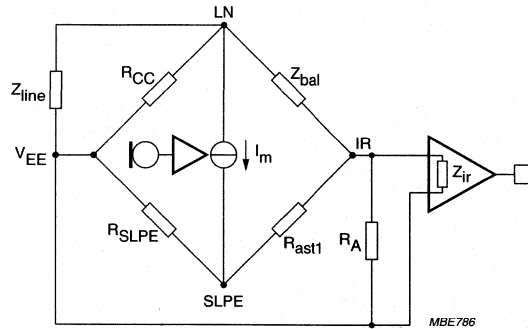 LN
RCC
Zbal
Zline
VEE
Im
IR
Zir
RSLPE
Rast1
RA
SLPE
MBE786